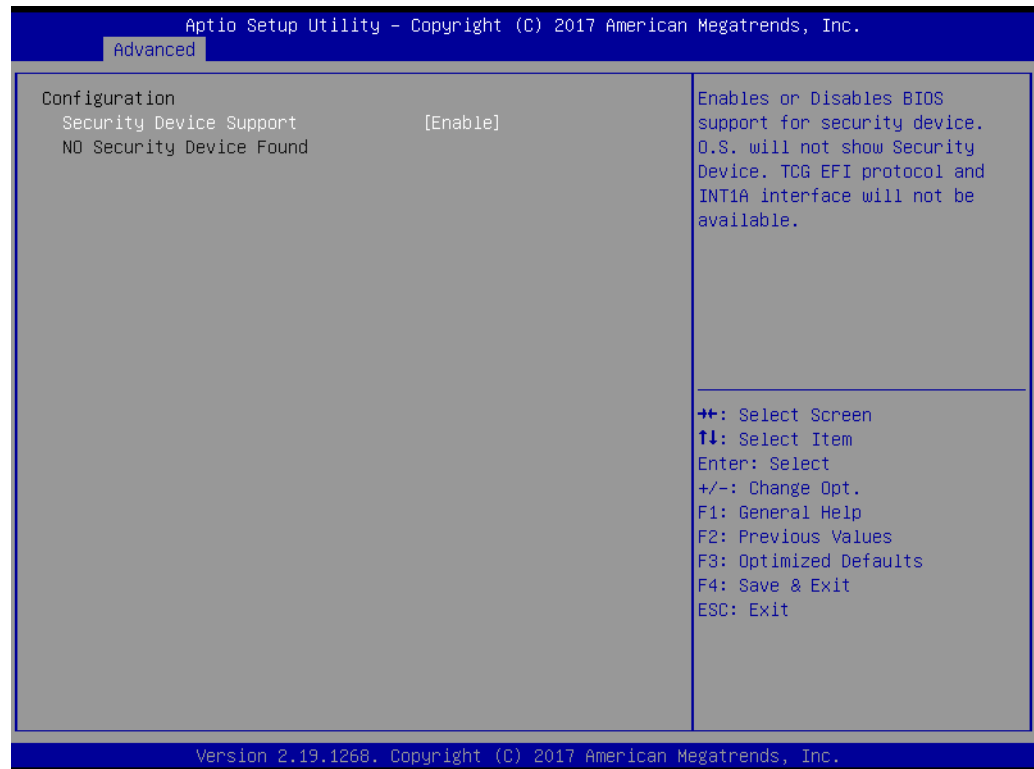 Aptio Setup Utility – Copyright (C) 2017 American Megatrends, Inc.
Advanced
Configuration
Security Device Support [Enable]
NO Security Device Found
Enables or Disables BIOS
support for security device.
O.S. will not show Security
Device. TCG EFI protocol and
INT1A interface will not be
available.
→←: Select Screen
↑↓: Select Item
Enter: Select
+/-: Change Opt.
F1: General Help
F2: Previous Values
F3: Optimized Defaults
F4: Save & Exit
ESC: Exit
Version 2.19.1268. Copyright (C) 2017 American Megatrends, Inc.